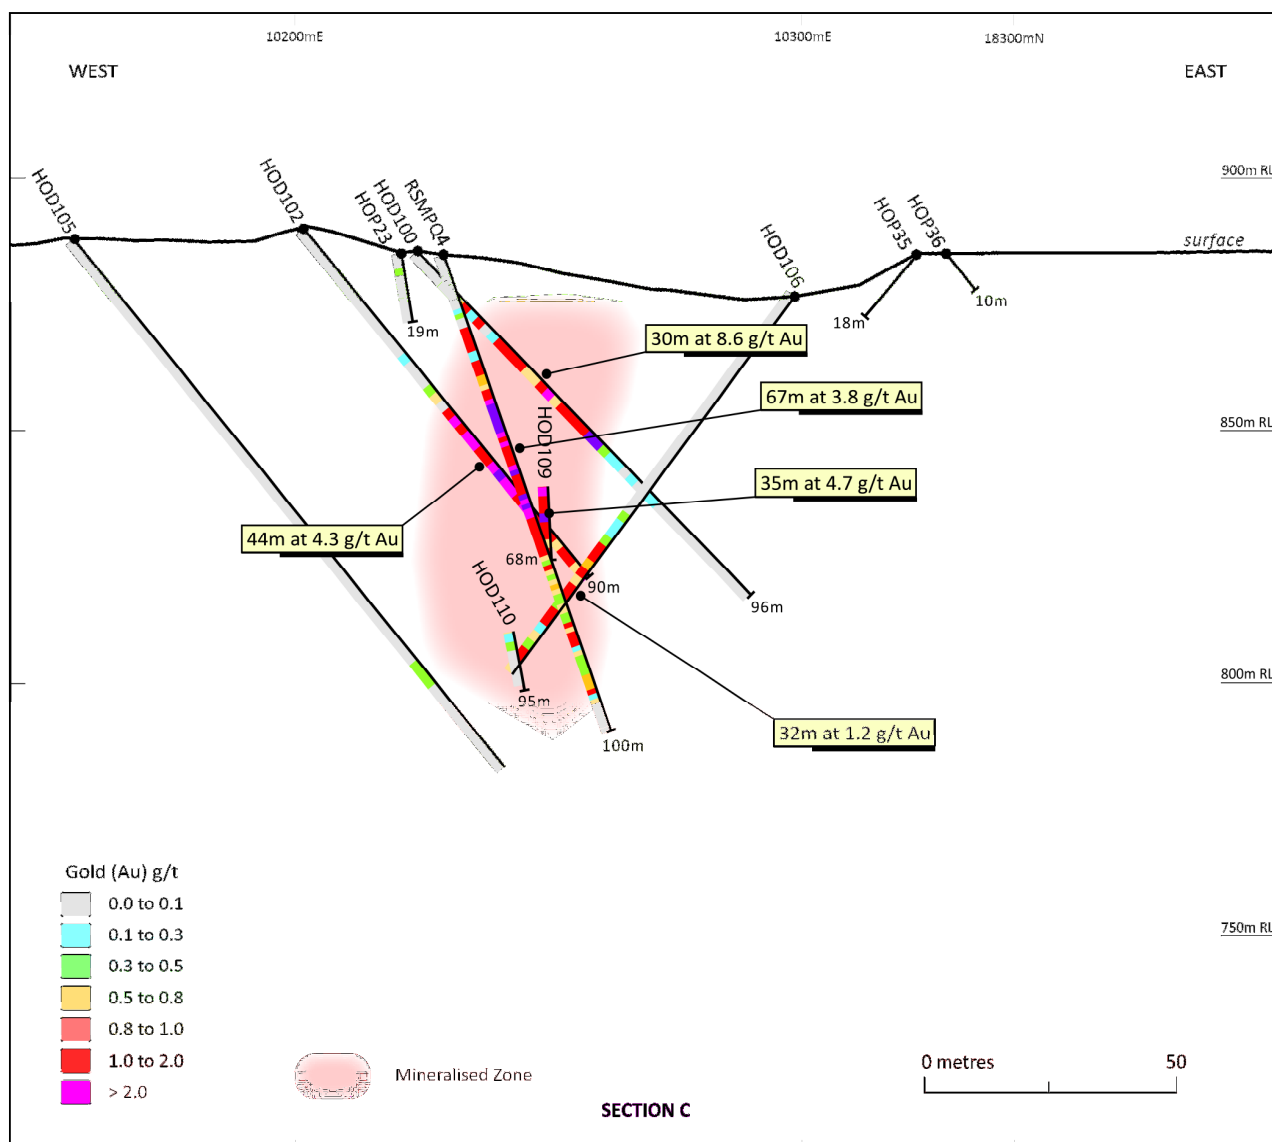 10200mE
10300mE
18300mN
WEST
EAST
900m RL
HOD105
HOD102
HOP23
HOD100
RSMPQ4
HOD106
HOP35
HOP36
surface
10m
18m
19m
30m at 8.6 g/t Au
67m at 3.8 g/t Au
850m RL
HOD109
35m at 4.7 g/t Au
44m at 4.3 g/t Au
68m
90m
HOD110
96m
800m RL
95m
32m at 1.2 g/t Au
100m
Gold (Au) g/t
0.0 to 0.1
0.1 to 0.3
0.3 to 0.5
0.5 to 0.8
0.8 to 1.0
1.0 to 2.0
> 2.0
750m RL
Mineralised Zone
0 metres 50
SECTION C